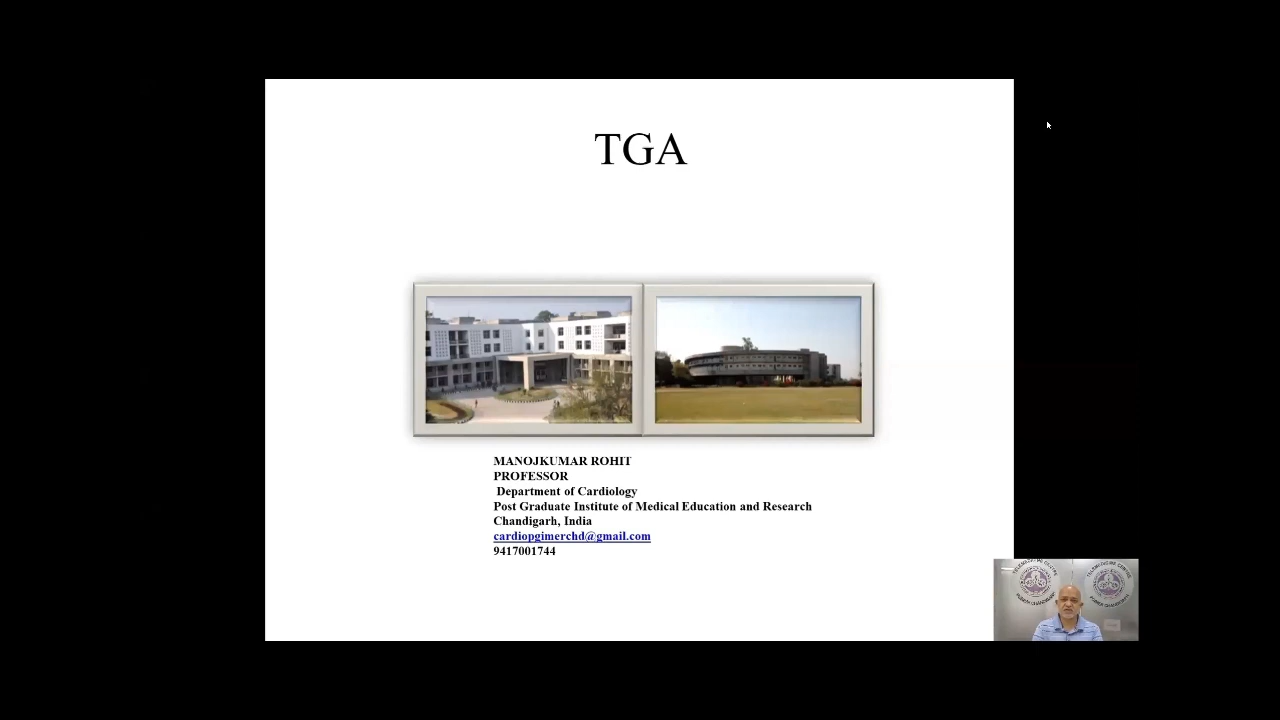 TGA
MANOJKUMAR ROHIT
PROFESSOR
Department of Cardiology
Post Graduate Institute of Medical Education and Research
Chandigarh, India
cardiopgimerchd@gmail.com
9417001744